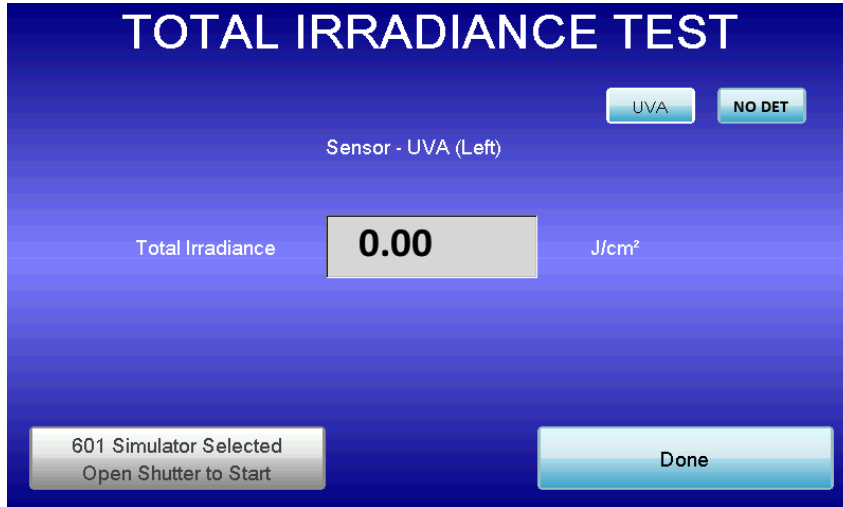 TOTAL IRRADIANCE TEST
UVA
NO DET
Sensor - UVA (Left)
Total Irradiance
0.00
J/cm²
601 Simulator Selected
Open Shutter to Start
Done